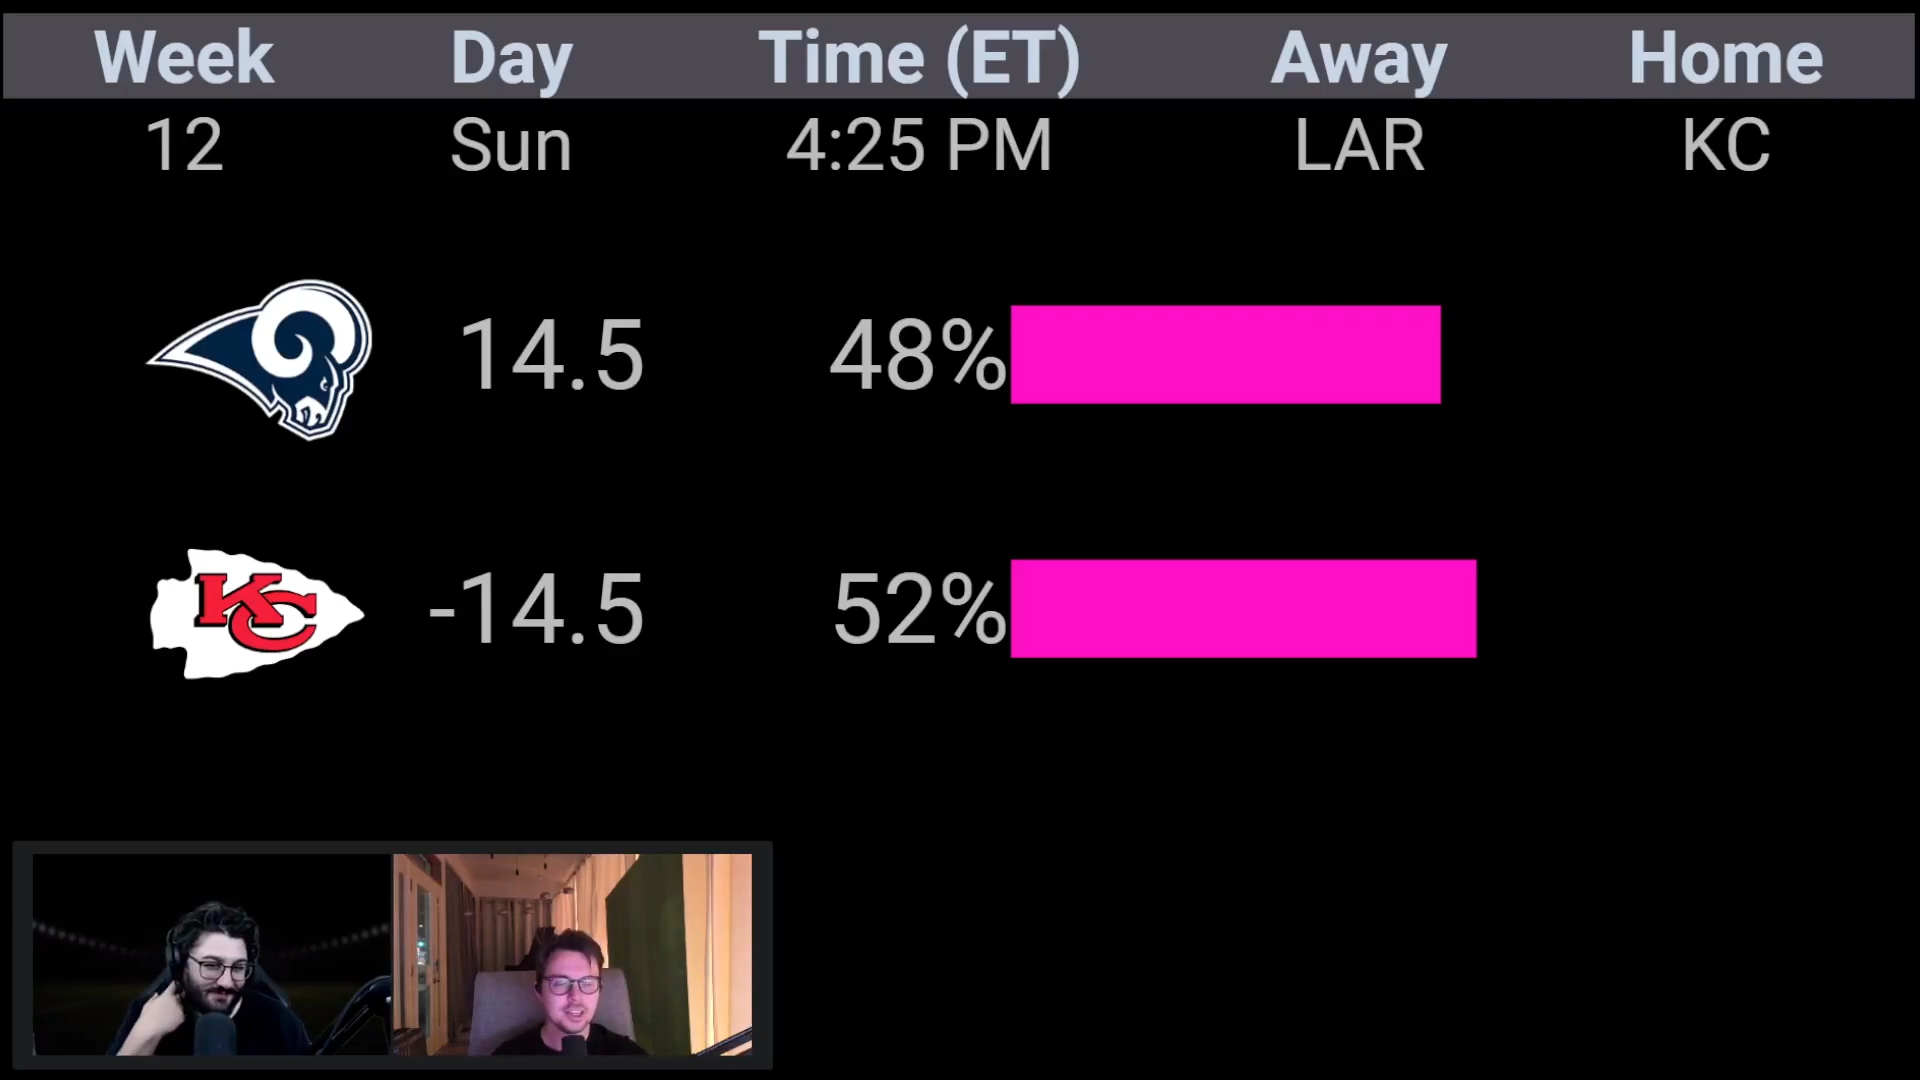 Week Day Time (ET) Away Home
12 Sun 4:25 PM LAR KC
14.5 48%
KC -14.5 52%